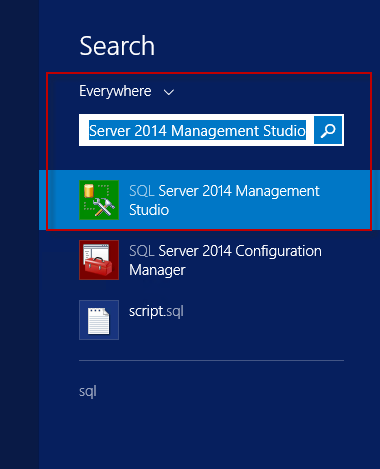 Search
Everywhere
Server 2014 Management Studio
SQL Server 2014 Management
Studio
SQL Server 2014 Configuration
Manager
script.sql
sql